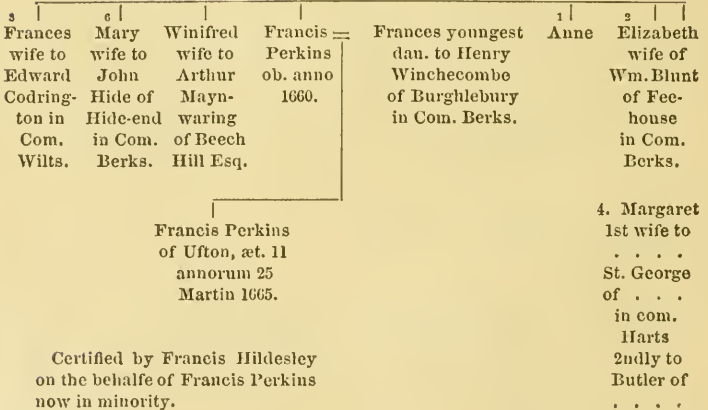 3
Frances
wife to
Edward
Codring-
ton in
Com.
Wilts.
6
Mary
wife to
John
Hide of
Hide-end
in Com.
Berks.
Winifred
wife to
Arthur
Mayn-
waring
of Beech
Hill Esq.
Francis
Perkins
ob. anno
1660.
=
Frances youngest
dau. to Henry
Winchecombe
of Burghlebury
in Com. Berks.
1
Anne
2
Elizabeth
wife of
Wm. Blunt
of Fee-
house
in Com.
Berks.
Francis Perkins
of Ufton, æt. 11
annorum 25
Martin 1665.
4. Margaret
1st wife to
. . . .
St. George
of . . .
in com.
Harts
2ndly to
Butler of
. . . .
Certified by Francis Hildesley
on the behalfe of Francis Perkins
now in minority.